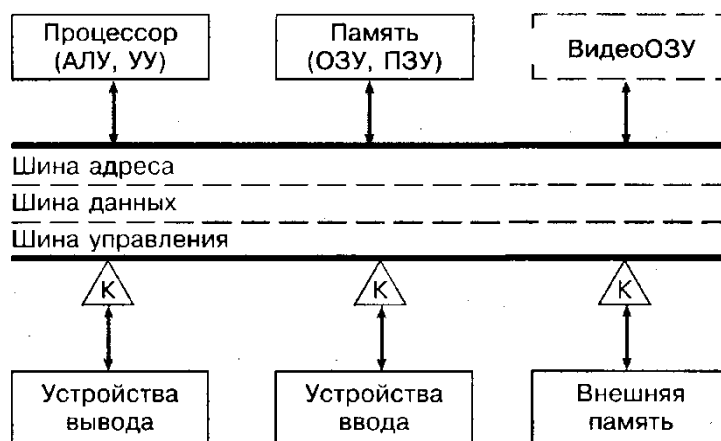 Процессор
(АЛУ, УУ)
Память
(ОЗУ, ПЗУ)
ВидеоОЗУ
Шина адреса
Шина данных
Шина управления
К
К
К
Устройства
вывода
Устройства
ввода
Внешняя
память